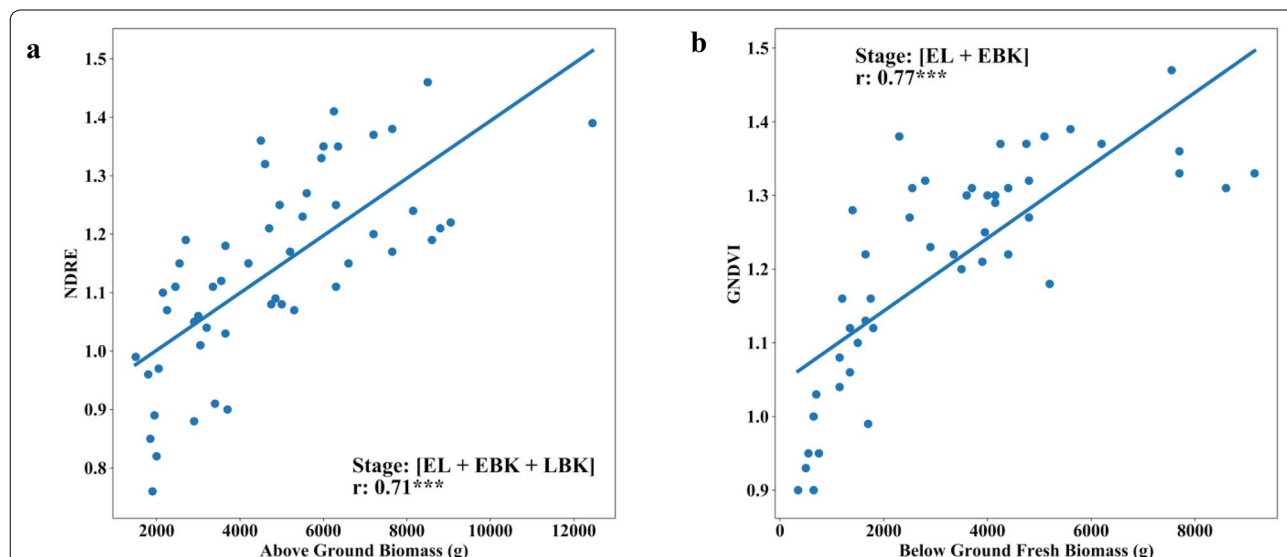 a
1.5
1.4
1.3
1.2
1.1
1.0
0.9
0.8
NDRE
Stage: [EL + EBK + LBK]
r: 0.71***
2000 4000 6000 8000 10000 12000
Above Ground Biomass (g)
b
Stage: [EL + EBK]
r: 0.77***
1.5
1.4
1.3
1.2
1.1
1.0
0.9
GNDVI
0 2000 4000 6000 8000
Below Ground Fresh Biomass (g)